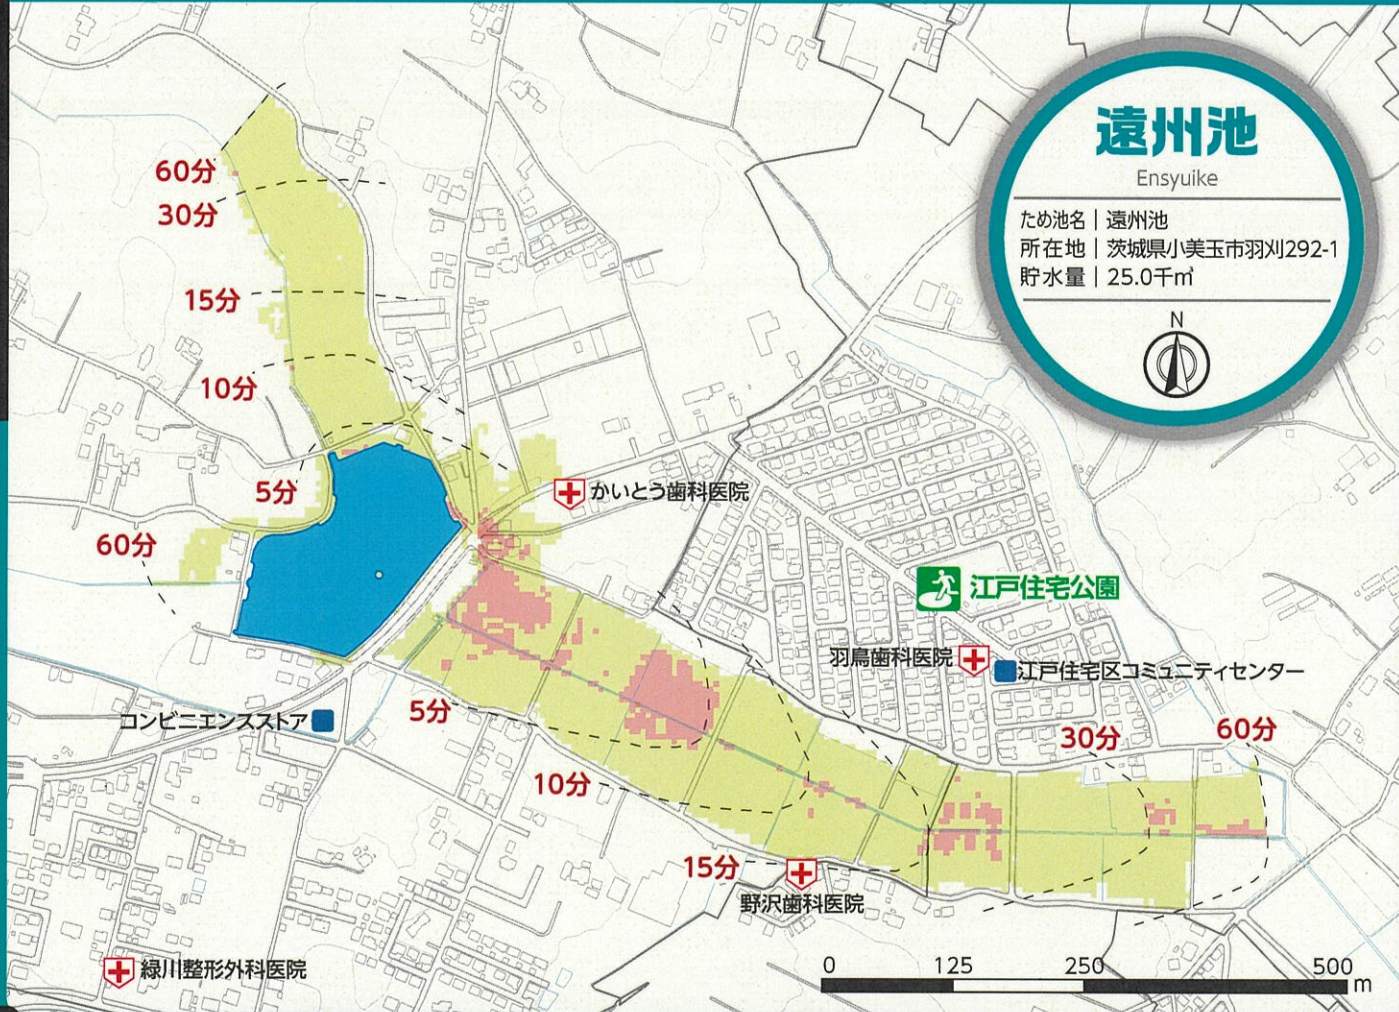 遠州池
Ensyuike
ため池名｜遠州池
所在地｜茨城県小美玉市羽刈292-1
貯水量｜25.0千㎥
N
60分
30分
15分
10分
5分
60分
かいとう歯科医院
江戸住宅公園
羽鳥歯科医院
江戸住宅区コミュニティセンター
コンビニエンスストア
5分
10分
15分
30分
60分
野沢歯科医院
緑川整形外科医院
0 125 250 500 m